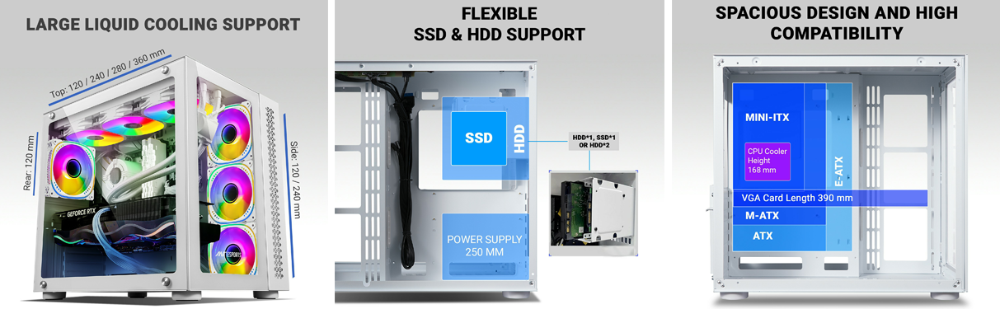 LARGE LIQUID COOLING SUPPORT
Top: 120 / 240 / 280 / 360 mm
Rear: 120 mm
Side: 120 / 240 mm
GEFORCE RTX
ANT ESPORTS
FLEXIBLE
SSD & HDD SUPPORT
SSD
HDD
HDD*1, SSD*1
OR HDD*2
POWER SUPPLY
250 MM
SPACIOUS DESIGN AND HIGH
COMPATIBILITY
MINI-ITX
CPU Cooler
Height
168 mm
E-ATX
VGA Card Length 390 mm
M-ATX
ATX